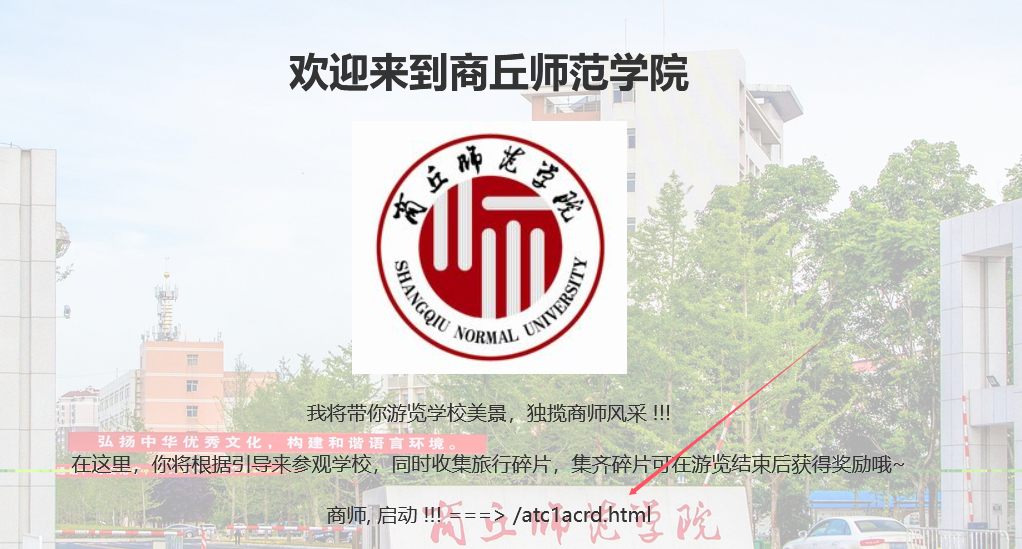 欢迎来到商丘师范学院
商丘师范学院
SHANGQIU NORMAL UNIVERSITY
我将带你游览学校美景，独揽商师风采 !!!
弘扬中华优秀文化，构建和谐语言环境。
在这里，你将根据引导来参观学校，同时收集旅行碎片，集齐碎片可在游览结束后获得奖励哦~
商师, 启动 !!! ===> /atc1acrd.html
商丘师范学院